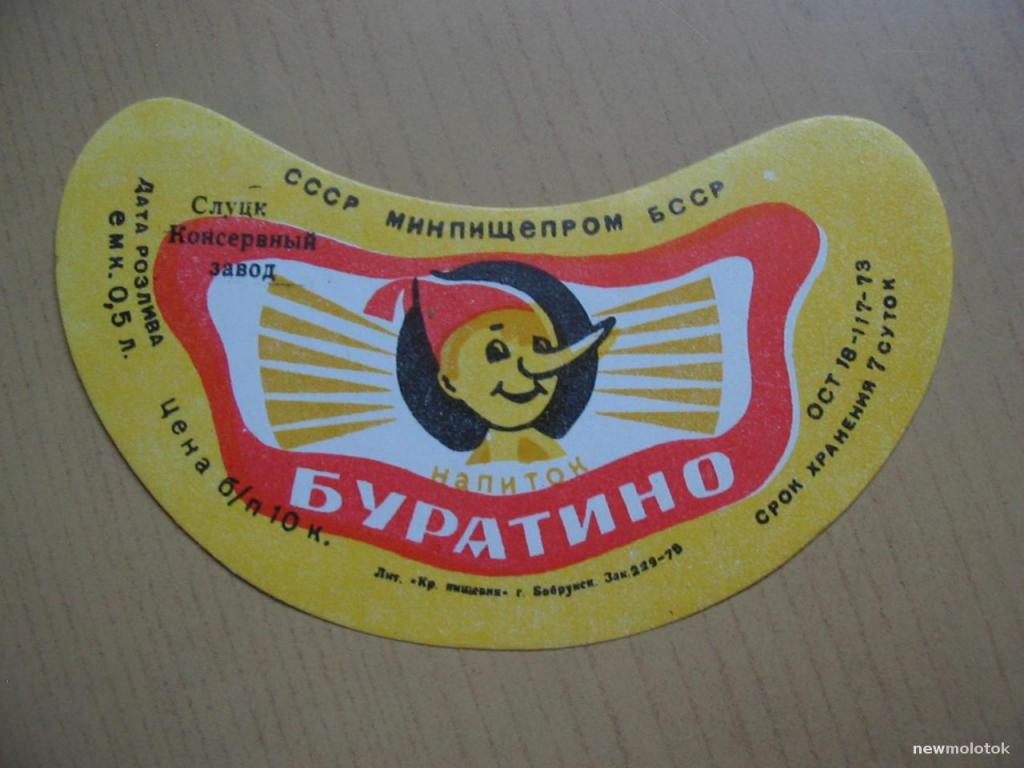 СССР МИНПИЩЕПРОМ БССР
Слуцк
Консервный
завод
Дата розлива
емк. 0,5 л.
цена б/п 10 к.
напиток
БУРАТИНО
ОСТ 18-117-73
СРОК ХРАНЕНИЯ 7 СУТОК
Лит. «Кр. пищевик» г. Бобруйск. Зак. 229-78
newmolotok